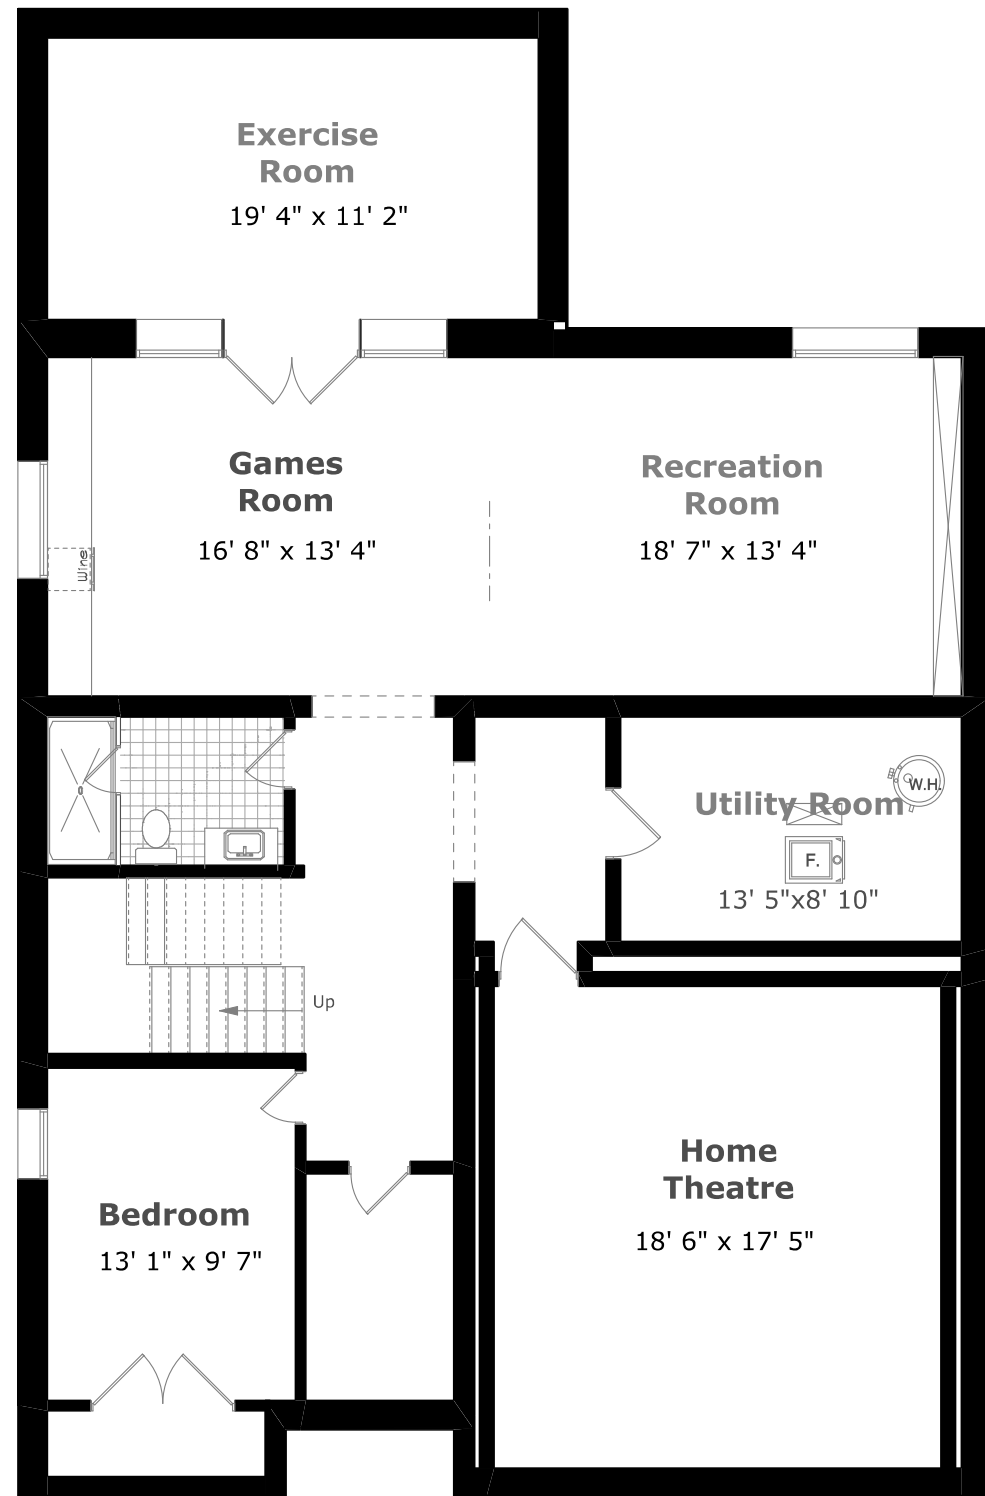 Exercise
Room
19' 4" x 11' 2"
Games
Room
16' 8" x 13' 4"
Recreation
Room
18' 7" x 13' 4"
Wine
W.H.
Utility Room
F.
13' 5"x8' 10"
Up
Home
Theatre
18' 6" x 17' 5"
Bedroom
13' 1" x 9' 7"